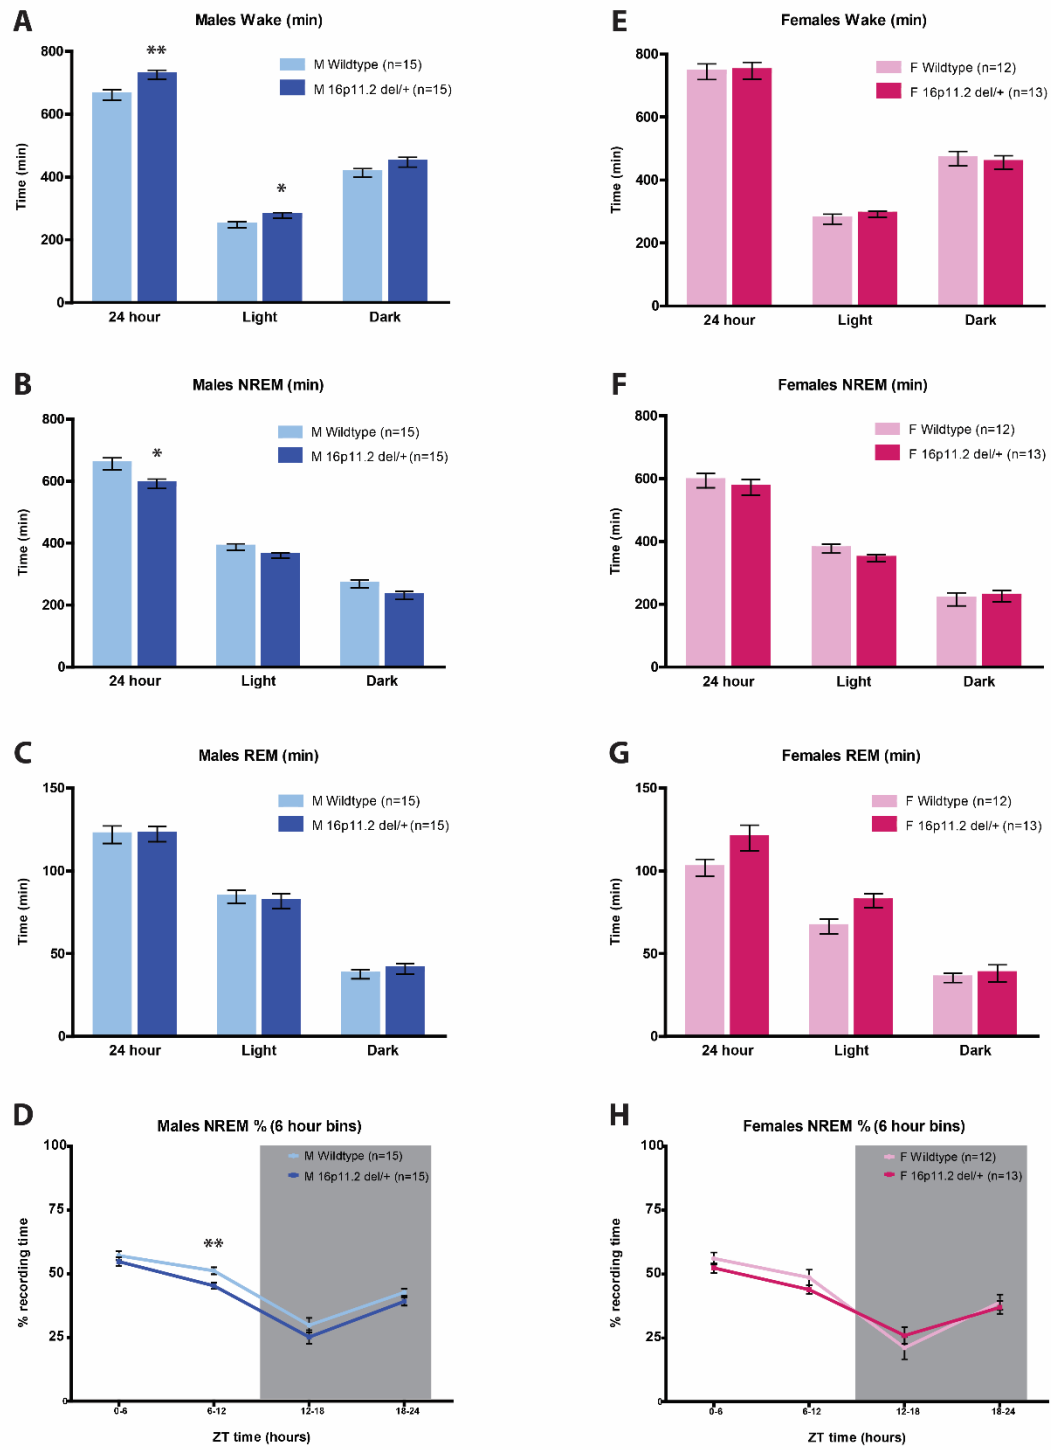 A
Males Wake (min)
M Wildtype (n=15)
M 16p11.2 del/+ (n=15)
**
*
Time (min)
800
600
400
200
0
24 hour Light Dark
E
Females Wake (min)
F Wildtype (n=12)
F 16p11.2 del/+ (n=13)
Time (min)
800
600
400
200
0
24 hour Light Dark
B
Males NREM (min)
M Wildtype (n=15)
M 16p11.2 del/+ (n=15)
*
Time (min)
800
600
400
200
0
24 hour Light Dark
F
Females NREM (min)
F Wildtype (n=12)
F 16p11.2 del/+ (n=13)
Time (min)
800
600
400
200
0
24 hour Light Dark
C
Males REM (min)
M Wildtype (n=15)
M 16p11.2 del/+ (n=15)
Time (min)
150
100
50
0
24 hour Light Dark
G
Females REM (min)
F Wildtype (n=12)
F 16p11.2 del/+ (n=13)
Time (min)
150
100
50
0
24 hour Light Dark
D
Males NREM % (6 hour bins)
M Wildtype (n=15)
M 16p11.2 del/+ (n=15)
**
% recording time
100
75
50
25
0
0-6 6-12 12-18 18-24
ZT time (hours)
H
Females NREM % (6 hour bins)
F Wildtype (n=12)
F 16p11.2 del/+ (n=13)
% recording time
100
75
50
25
0
0-6 6-12 12-18 18-24
ZT time (hours)